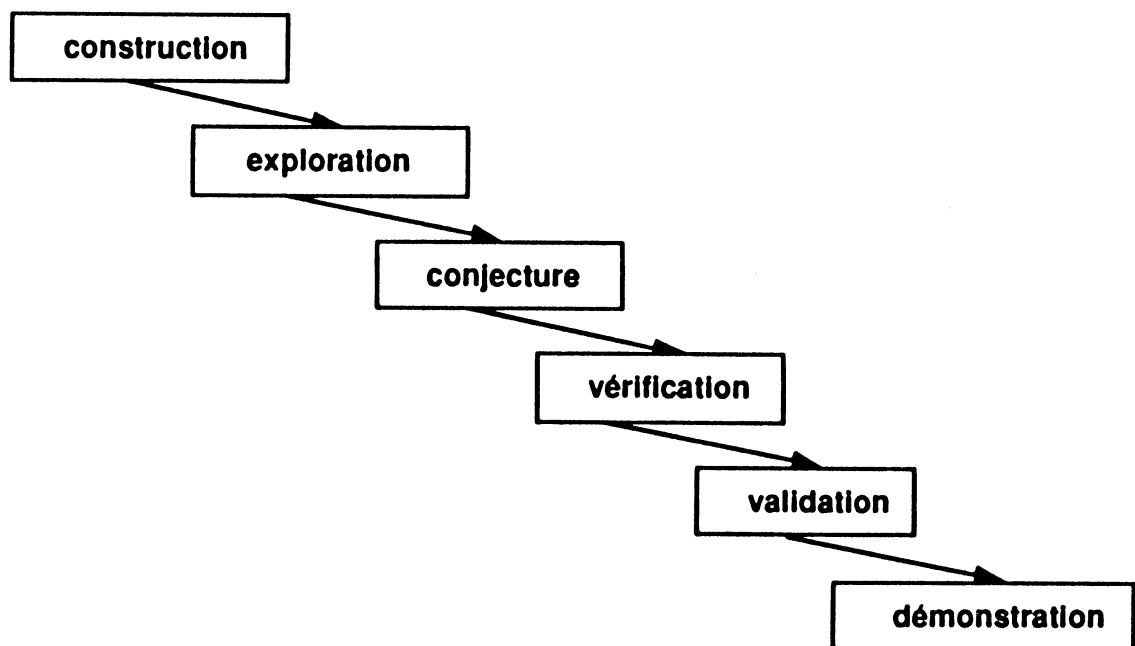 construction
exploration
conjecture
vérification
validation
démonstration